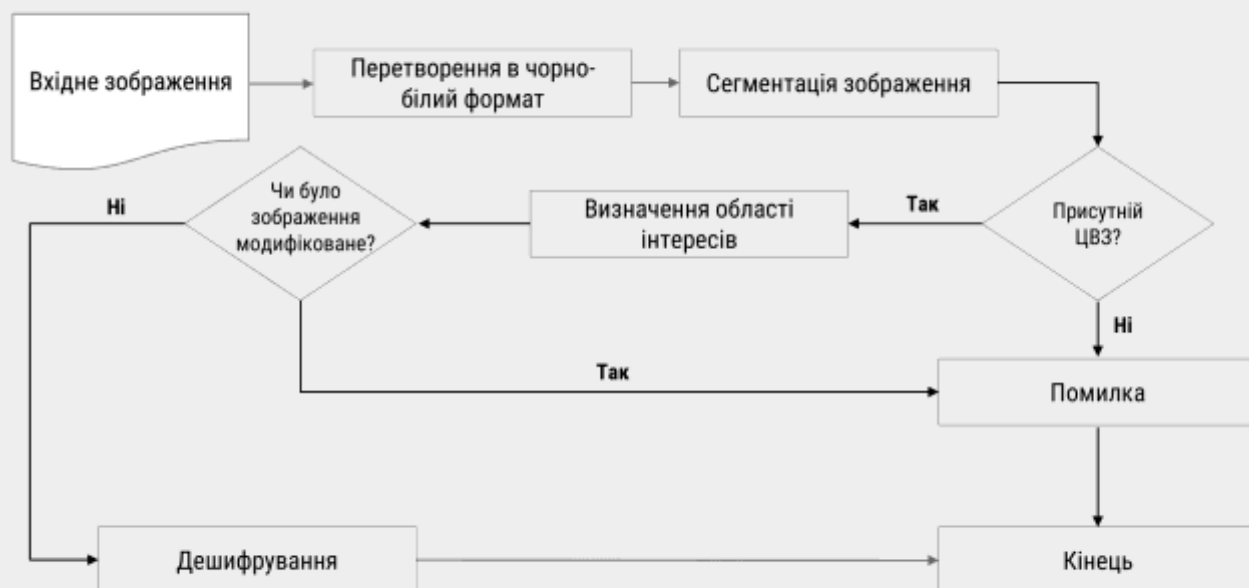 Вхідне зображення
Перетворення в чорно-
білий формат
Сегментація зображення
Присутній
ЦВЗ?
Так
Ні
Визначення області
інтересів
Чи було
зображення
модифіковане?
Ні
Так
Помилка
Дешифрування
Кінець